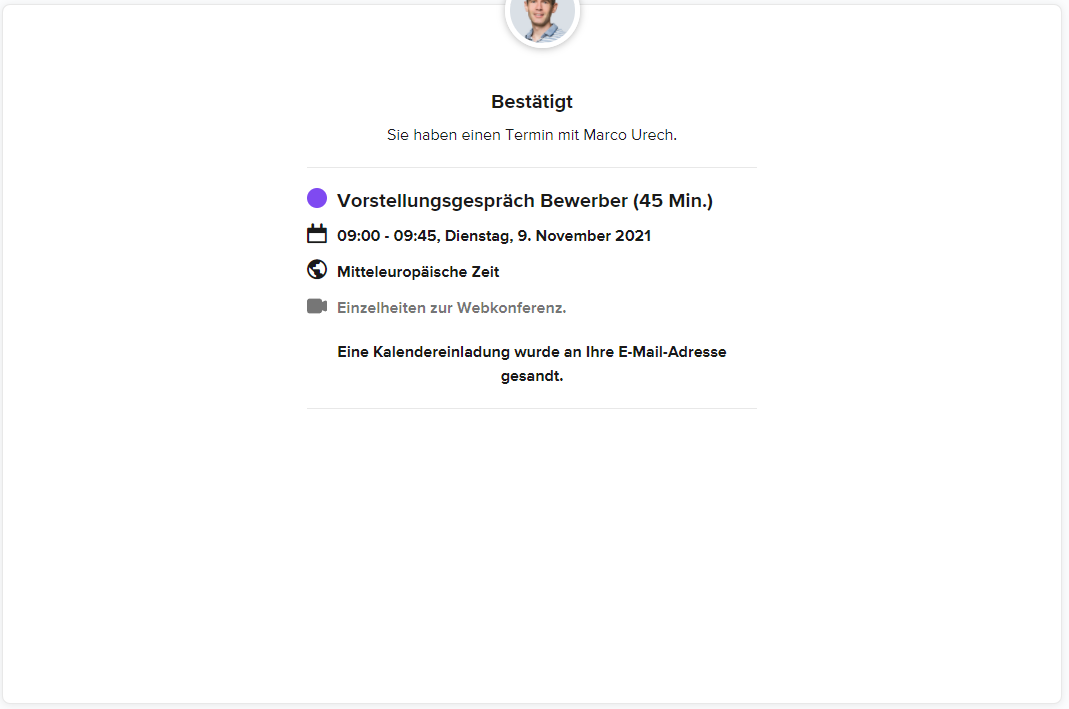 Bestätigt
Sie haben einen Termin mit Marco Urech.
Vorstellungsgespräch Bewerber (45 Min.)
09:00 - 09:45, Dienstag, 9. November 2021
Mitteleuropäische Zeit
Einzelheiten zur Webkonferenz.
Eine Kalendereinladung wurde an Ihre E-Mail-Adresse
gesandt.